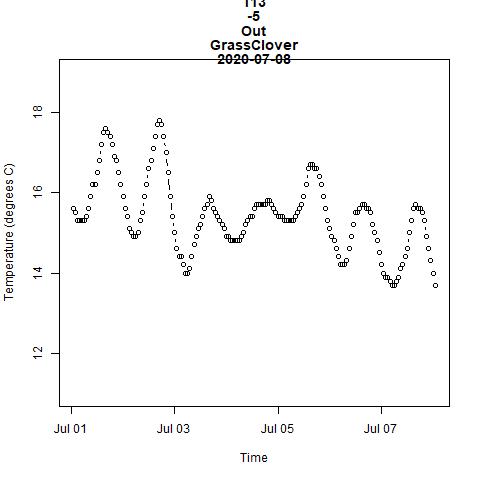 T13
-5
Out
GrassClover
2020-07-08
Temperature (degrees C)
18
16
14
12
Jul 01
Jul 03
Jul 05
Jul 07
Time